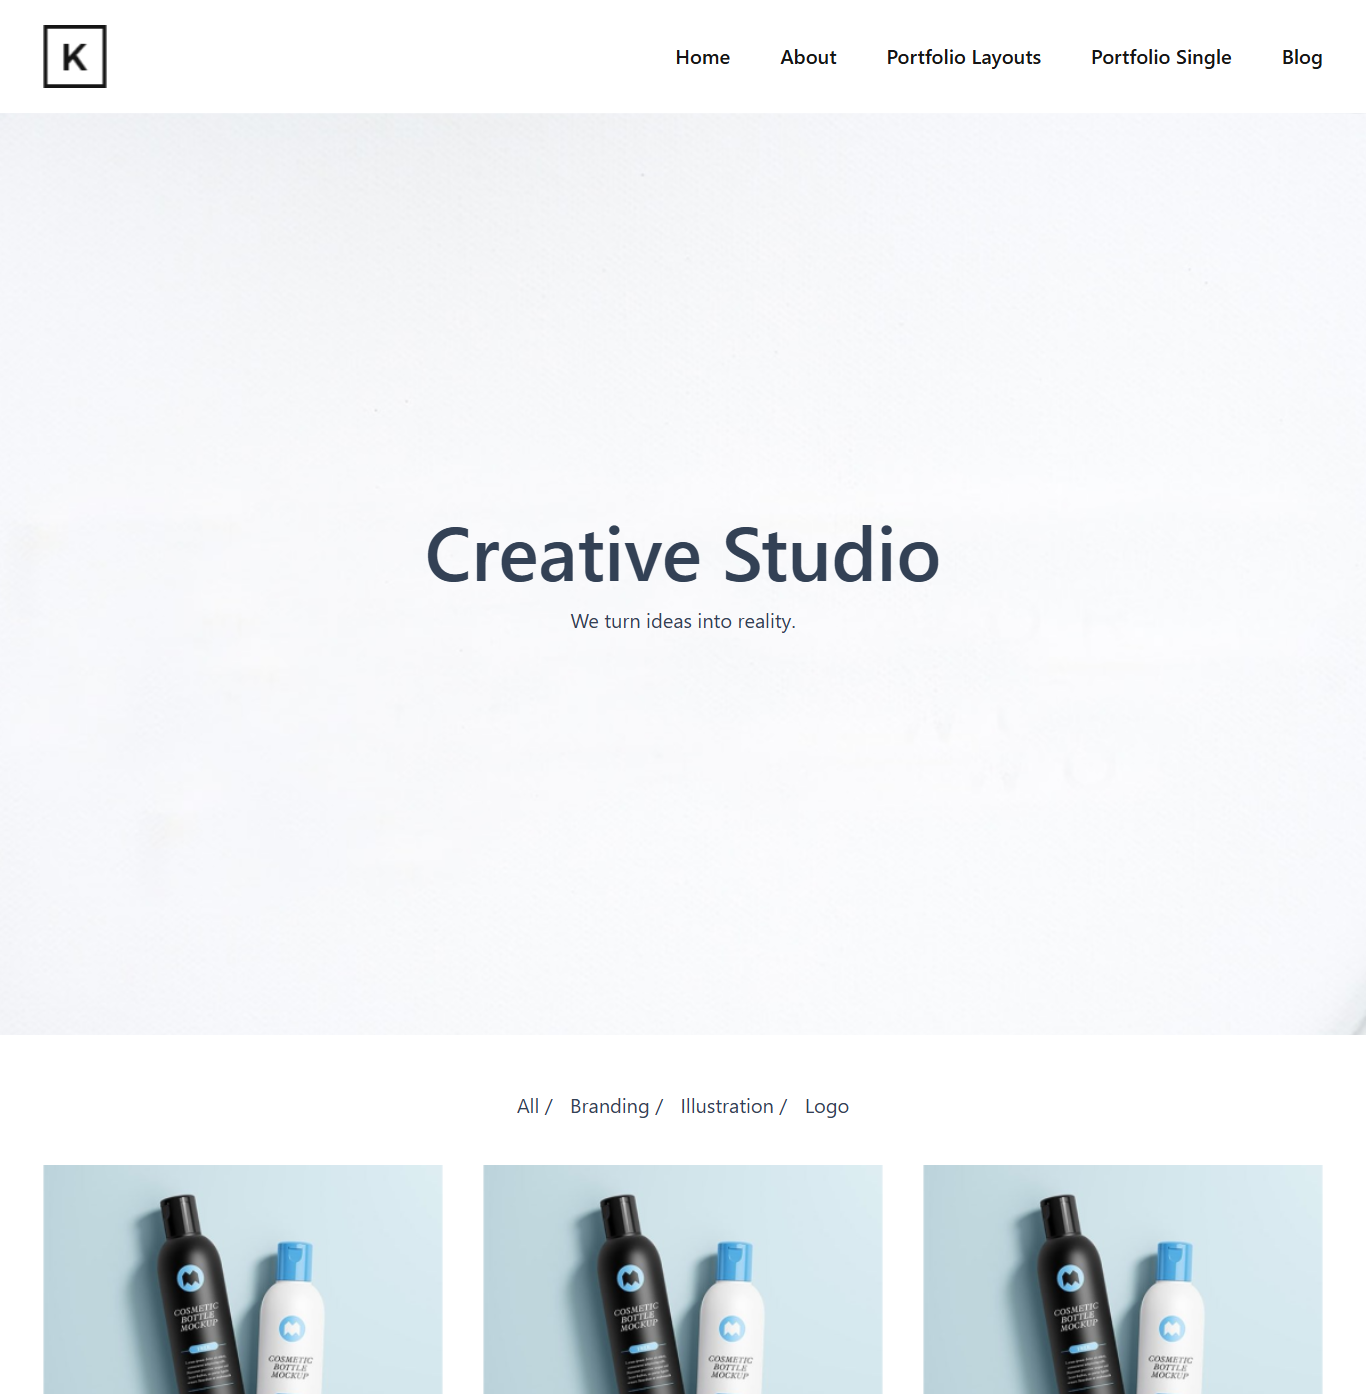 K
Home About Portfolio Layouts Portfolio Single Blog
Creative Studio
We turn ideas into reality.
All / Branding / Illustration / Logo
COSMETIC
BOTTLE
MOCKUP
COSMETIC
BOTTLE
MOCKUP
COSMETIC
BOTTLE
MOCKUP
COSMETIC
BOTTLE
MOCKUP
COSMETIC
BOTTLE
MOCKUP
COSMETIC
BOTTLE
MOCKUP